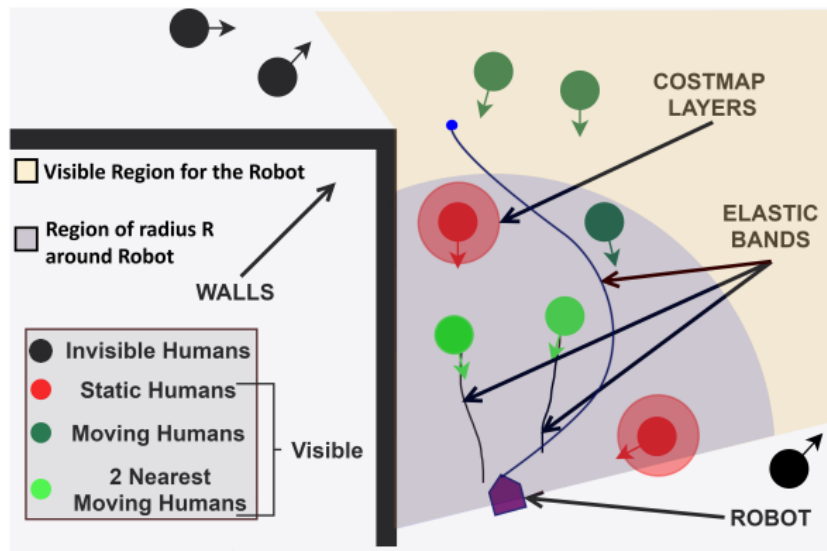 COSTMAP
LAYERS
Visible Region for the Robot
Region of radius R
around Robot
ELASTIC
BANDS
WALLS
Invisible Humans
Static Humans
Moving Humans
Visible
2 Nearest
Moving Humans
ROBOT